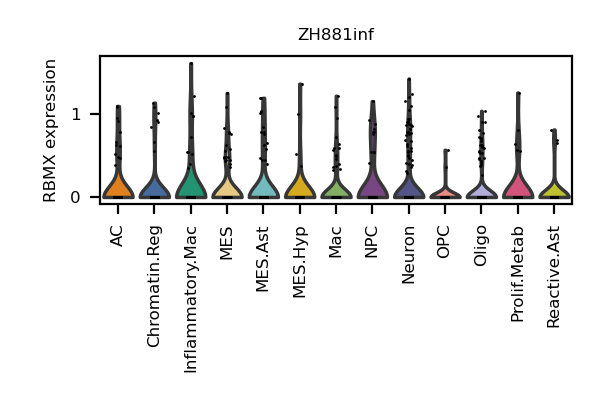 ZH881inf
RBMX expression
1
0
AC
Chromatin.Reg
Inflammatory.Mac
MES
MES.Ast
MES.Hyp
Mac
NPC
Neuron
OPC
Oligo
Prolif.Metab
Reactive.Ast